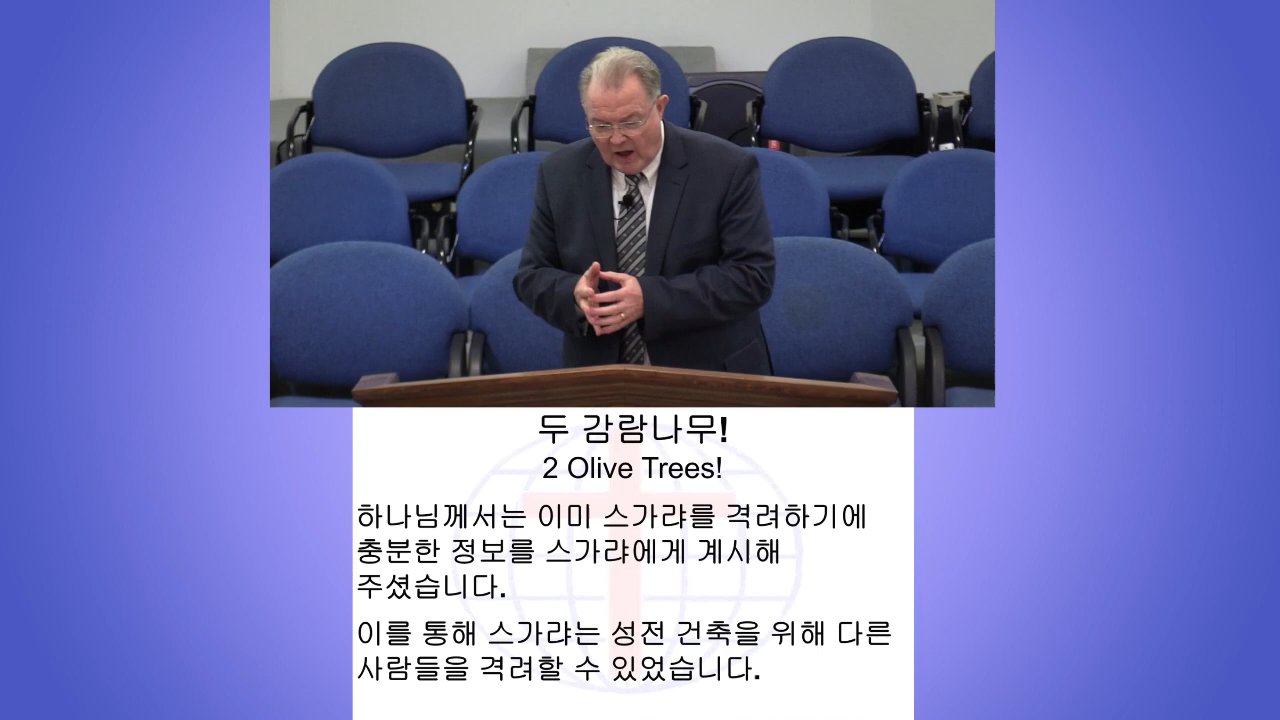 두 감람나무!
2 Olive Trees!
하나님께서는 이미 스가랴를 격려하기에
충분한 정보를 스가랴에게 계시해
주셨습니다.
이를 통해 스가랴는 성전 건축을 위해 다른
사람들을 격려할 수 있었습니다.